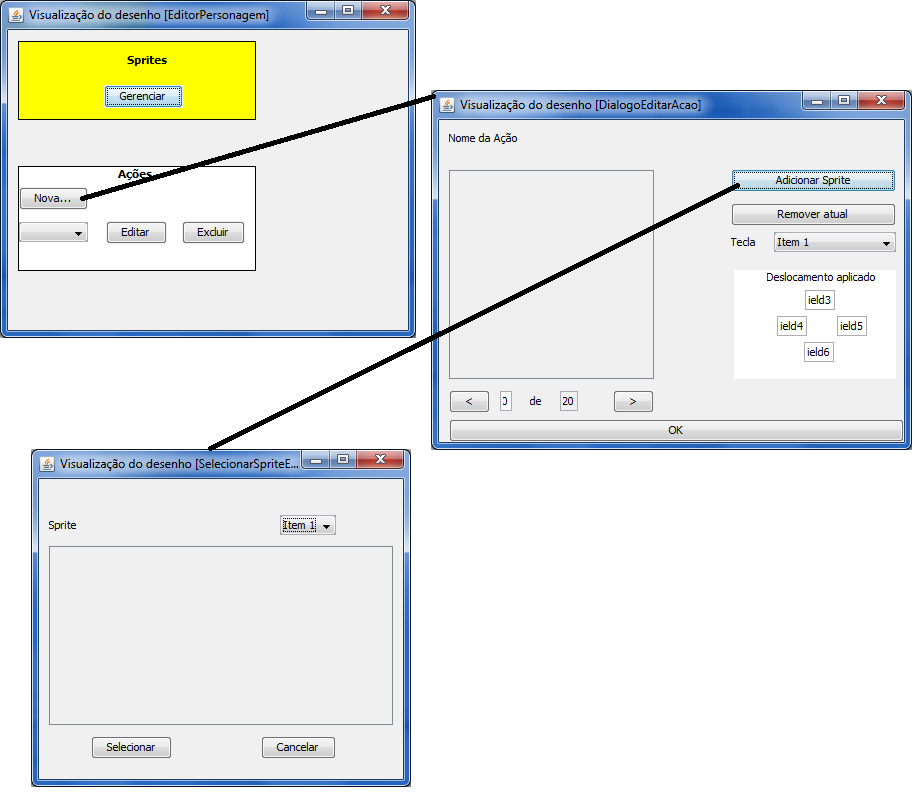 Visualização do desenho [EditorPersonagem]
Sprites
Gerenciar
Ações
Nova...
Editar Excluir
Visualização do desenho [DialogoEditarAcao]
Nome da Ação
Adicionar Sprite
Remover atual
Tecla Item 1
Deslocamento aplicado
ield3
ield4 ield5
ield6
< 0 de 20 >
OK
Visualização do desenho [SelecionarSpriteE...
Sprite Item 1
Selecionar Cancelar